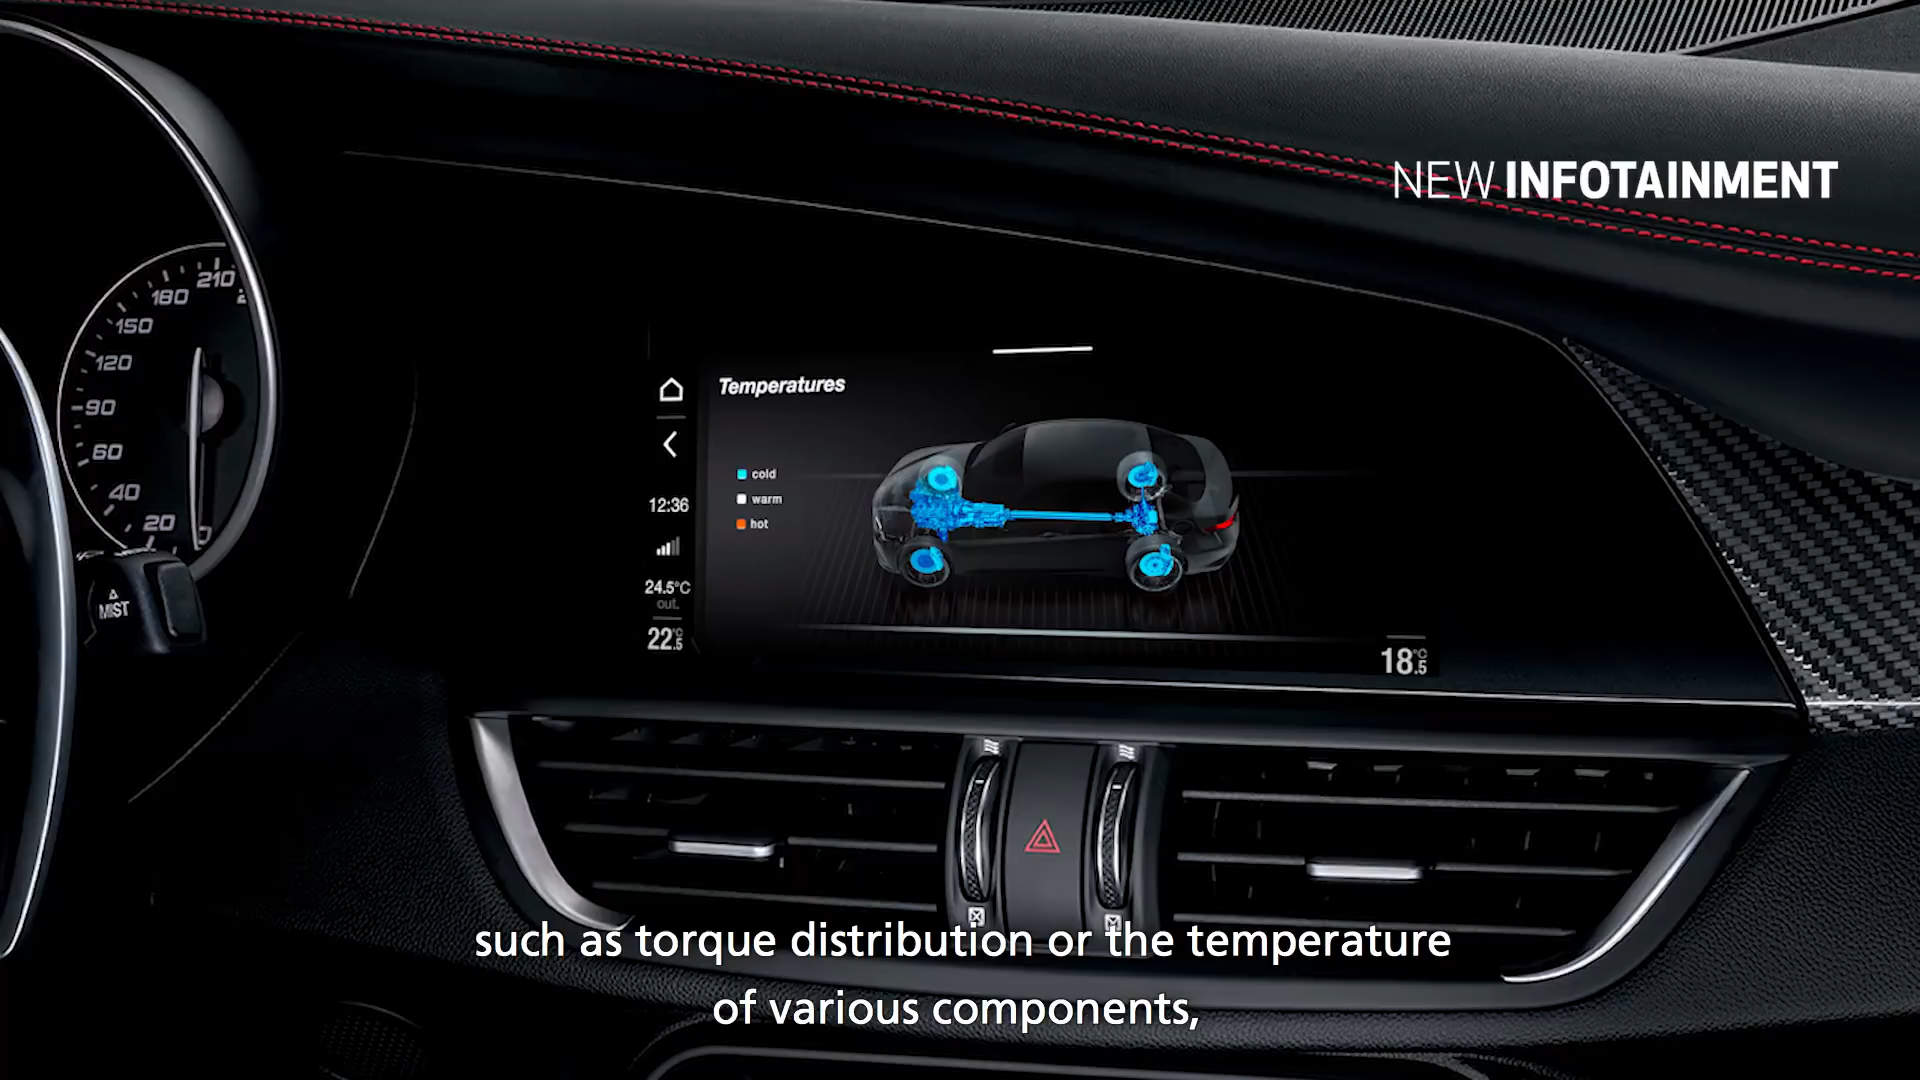 NEW INFOTAINMENT
210
180
150
120
90
60
40
20
0
MIST
Temperatures
cold
warm
hot
12:36
24.5°C
out.
22.5°C
18.5°C
such as torque distribution or the temperature
of various components,